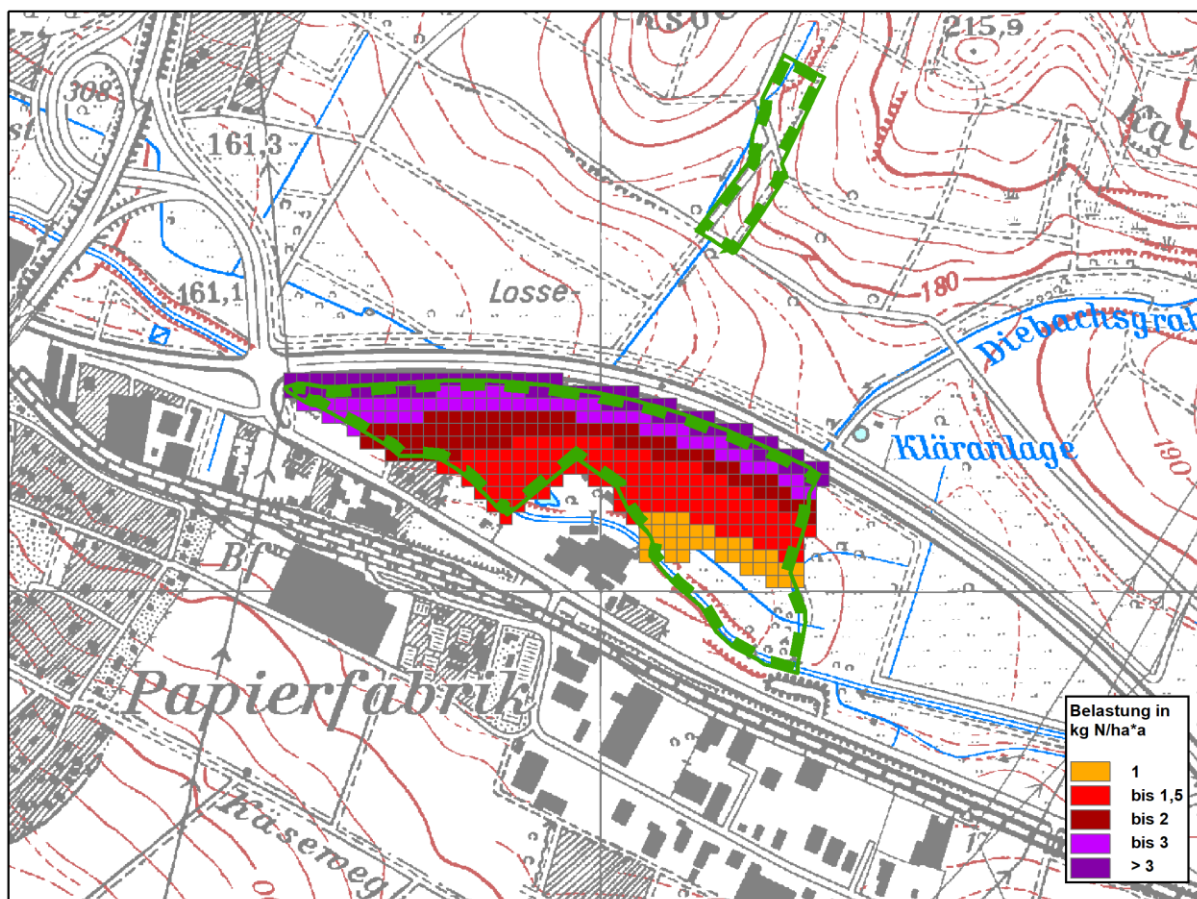 215,9
308
161,3
161,1
Losse-
180
Diebachsgrab
Kläranlage
190
Bf
Papierfabrik
Käseweg
Belastung in
kg N/ha*a
1
bis 1,5
bis 2
bis 3
> 3